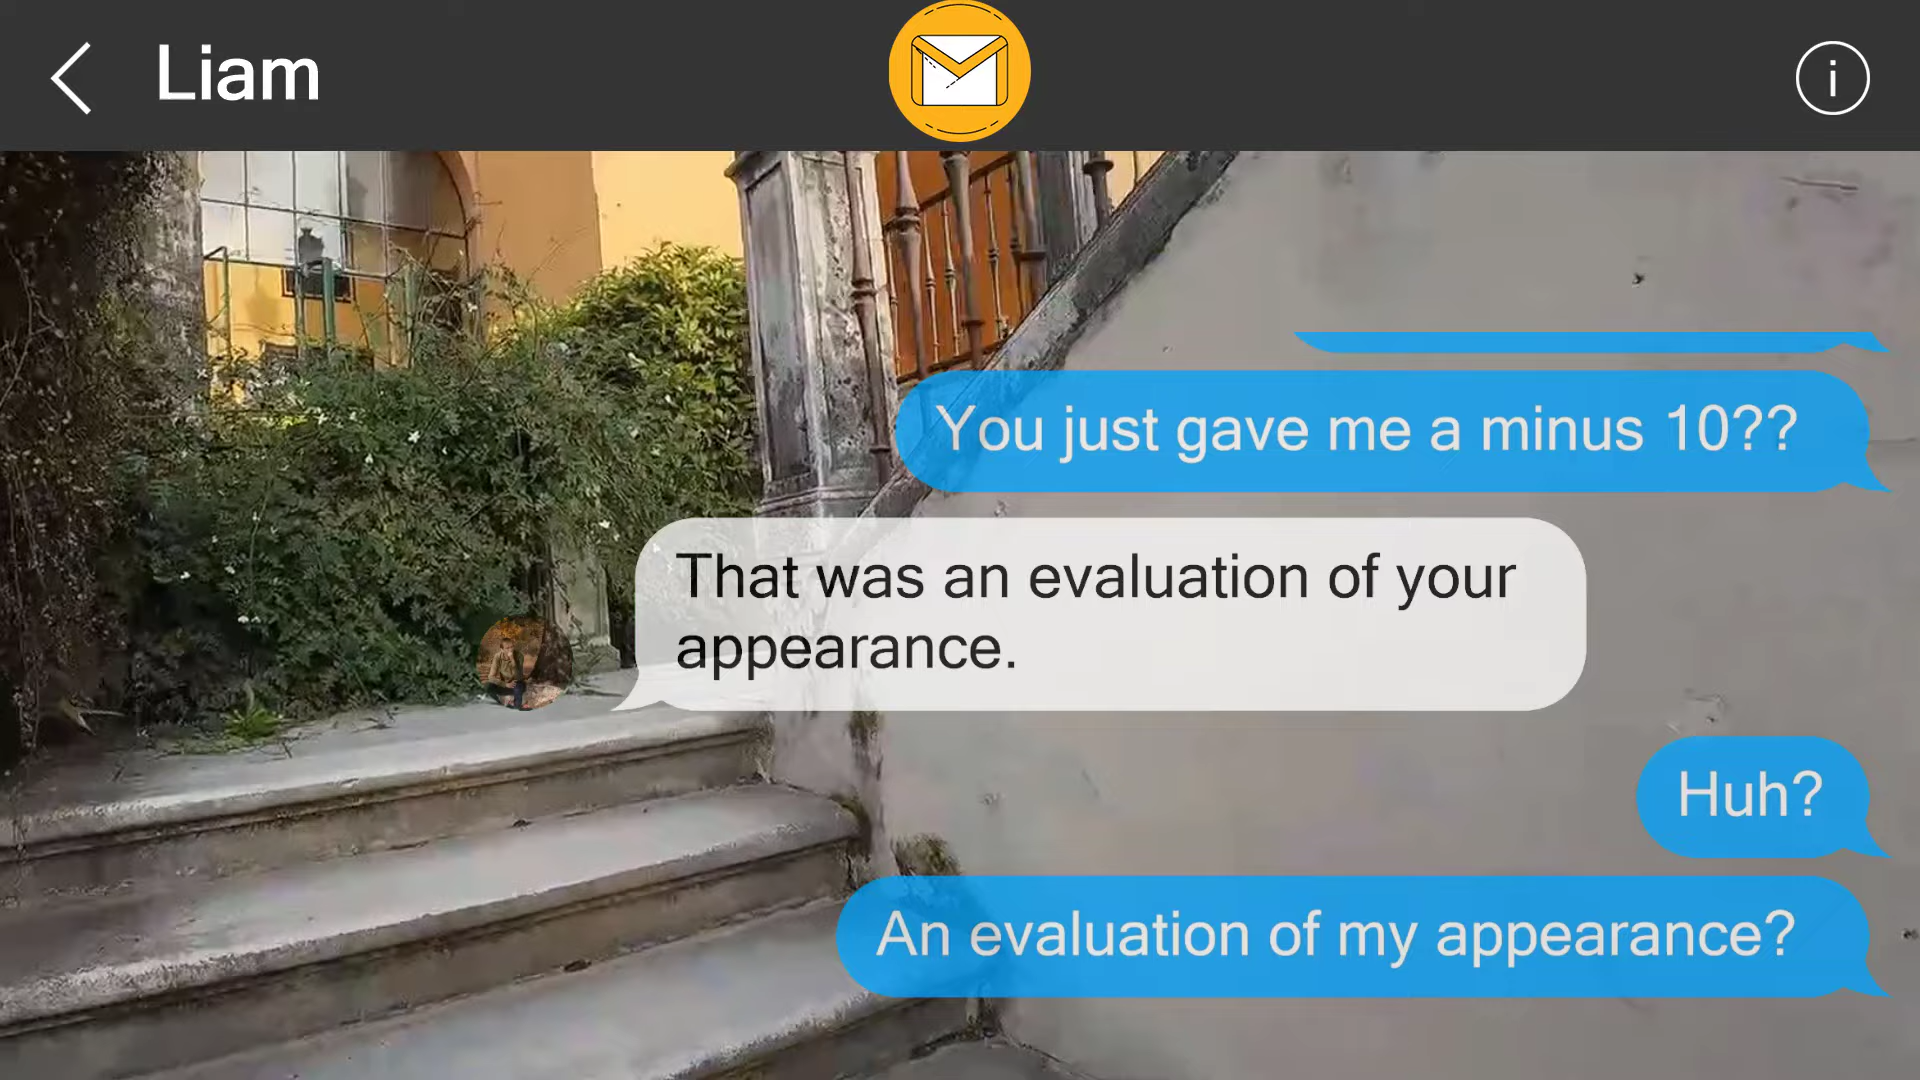 Liam
i
You just gave me a minus 10??
That was an evaluation of your
appearance.
Huh?
An evaluation of my appearance?